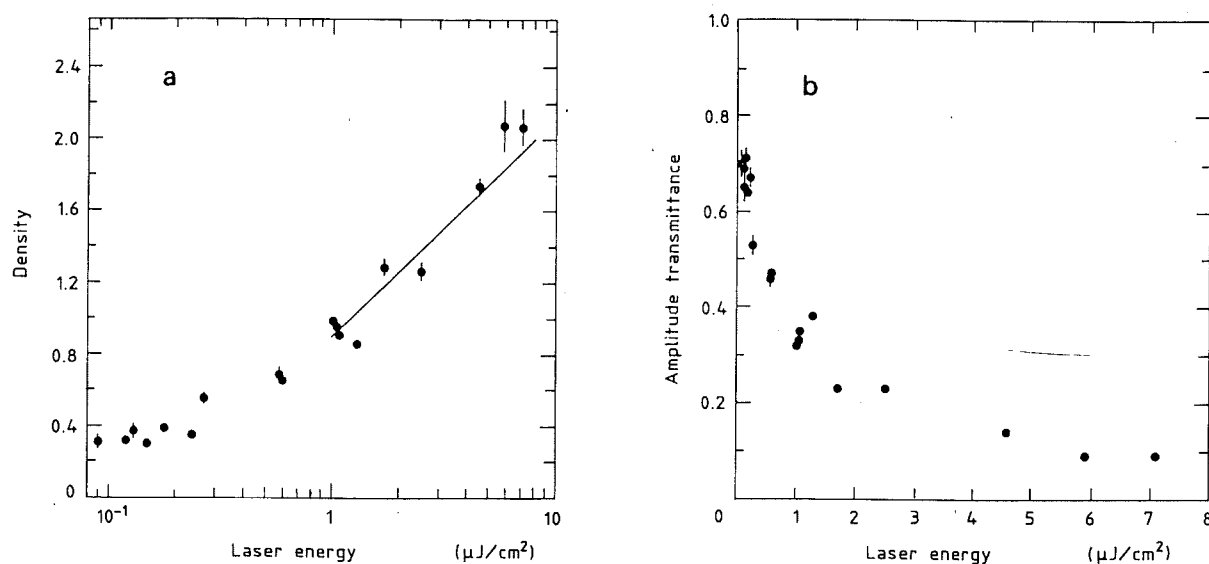 a
2.4
2.0
1.6
1.2
0.8
0.4
0
Density
10⁻¹ 1 10
Laser energy (μJ/cm²)
b
1.0
0.8
0.6
0.4
0.2
Amplitude transmittance
0 1 2 3 4 5 6 7 8
Laser energy (μJ/cm²)